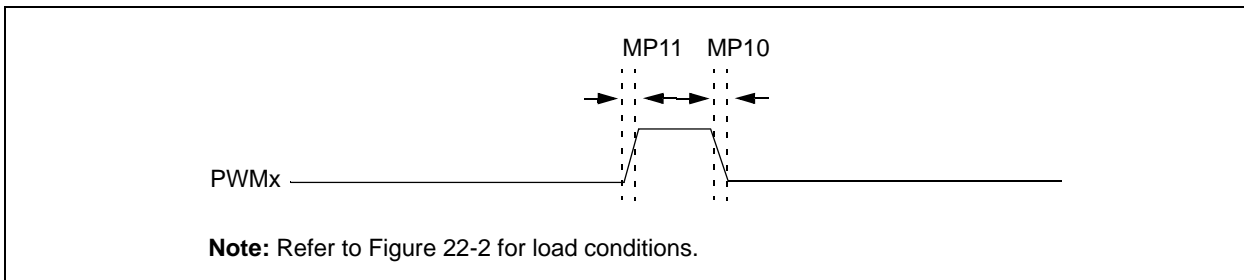 MP11 MP10
PWMx
Note: Refer to Figure 22-2 for load conditions.